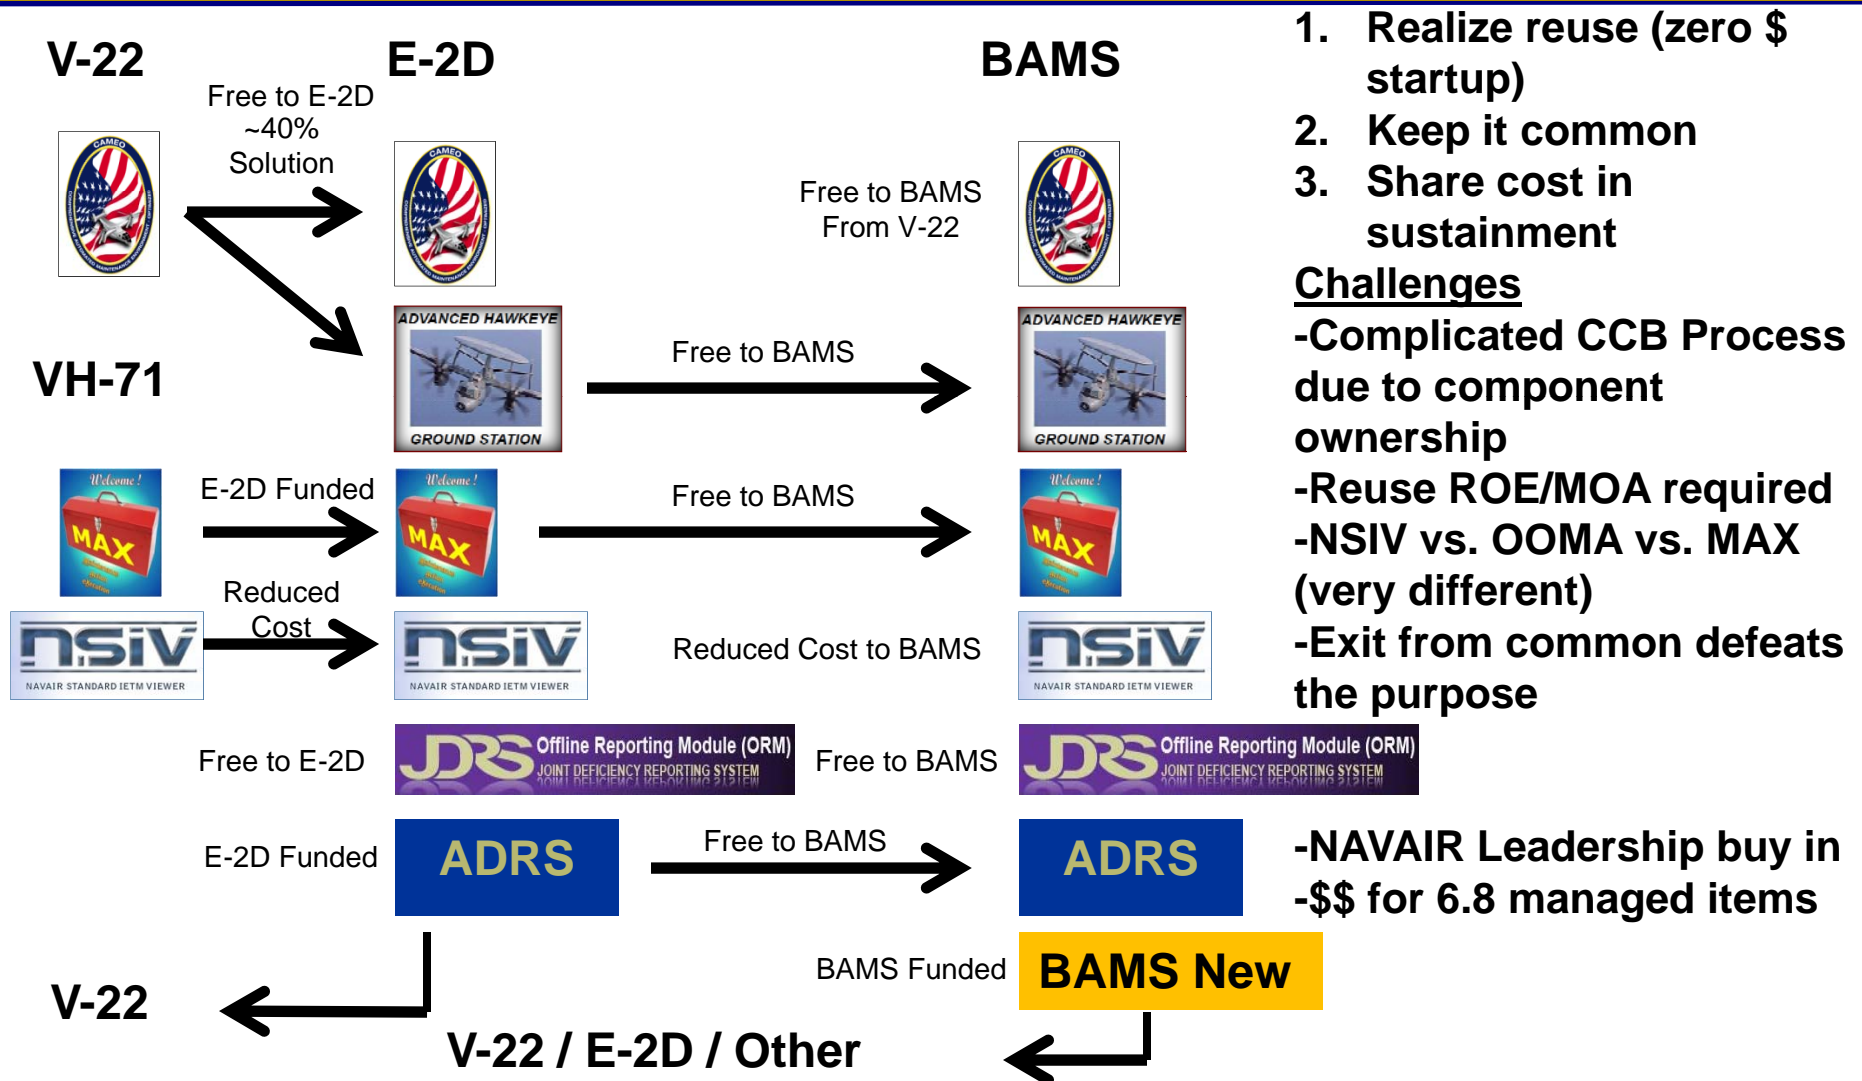 V-22
E-2D
BAMS
Free to E-2D
~40%
Solution
CAMEO
CAMEO
Free to BAMS
From V-22
CAMEO
ADVANCED HAWKEYE
GROUND STATION
Free to BAMS
ADVANCED HAWKEYE
GROUND STATION
VH-71
Welcome !
MAX
E-2D Funded
Welcome !
MAX
Free to BAMS
Welcome !
MAX
NSIV
NAVAIR STANDARD IETM VIEWER
Reduced
Cost
NSIV
NAVAIR STANDARD IETM VIEWER
Reduced Cost to BAMS
NSIV
NAVAIR STANDARD IETM VIEWER
Free to E-2D
JDRS Offline Reporting Module (ORM)
JOINT DEFICIENCY REPORTING SYSTEM
Free to BAMS
JDRS Offline Reporting Module (ORM)
JOINT DEFICIENCY REPORTING SYSTEM
E-2D Funded
ADRS
Free to BAMS
ADRS
BAMS Funded
BAMS New
V-22
V-22 / E-2D / Other
1. Realize reuse (zero $
startup)
2. Keep it common
3. Share cost in
sustainment
Challenges
-Complicated CCB Process
due to component
ownership
-Reuse ROE/MOA required
-NSIV vs. OOMA vs. MAX
(very different)
-Exit from common defeats
the purpose
-NAVAIR Leadership buy in
-$$ for 6.8 managed items